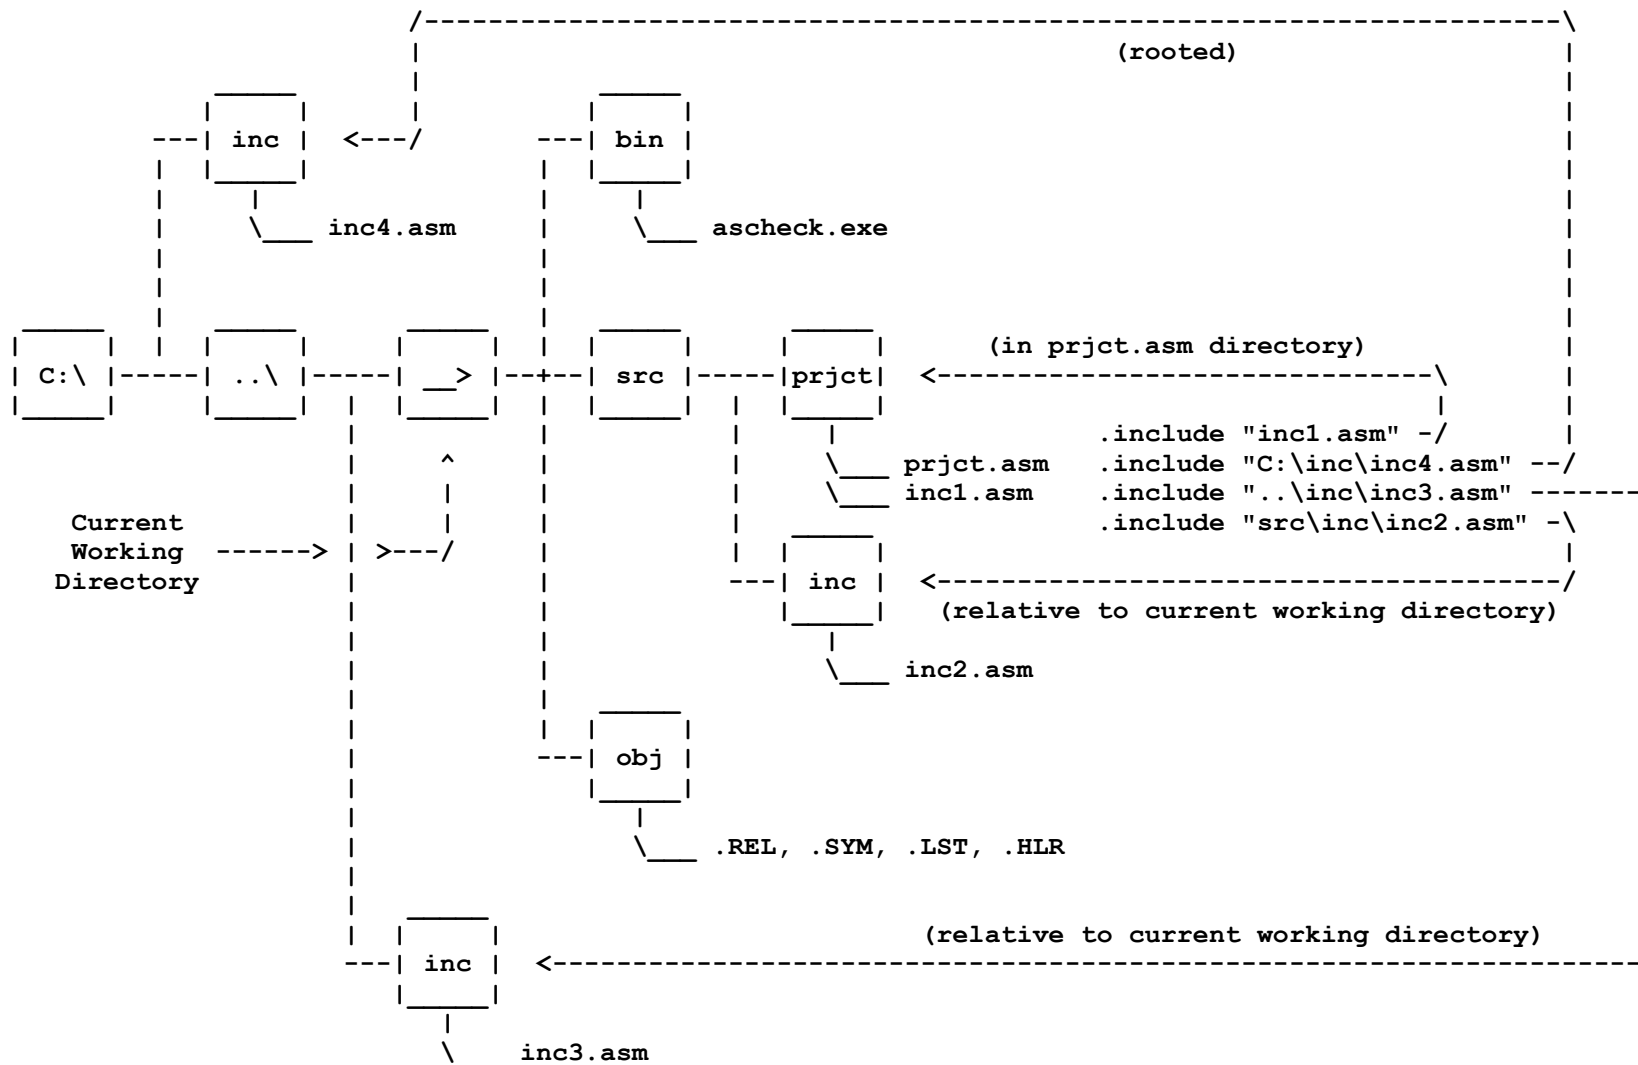 (rooted)
inc
bin
inc4.asm
ascheck.exe
C:\
..\
__>
src
prjct
(in prjct.asm directory)
.include "inc1.asm"
prjct.asm
.include "C:\inc\inc4.asm"
inc1.asm
.include "..\inc\inc3.asm"
.include "src\inc\inc2.asm"
Current
Working
Directory
inc
(relative to current working directory)
inc2.asm
obj
.REL, .SYM, .LST, .HLR
(relative to current working directory)
inc
inc3.asm